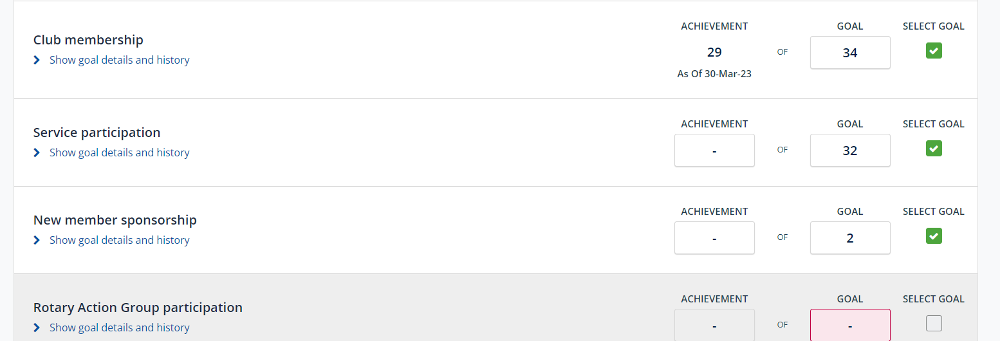 ACHIEVEMENT GOAL SELECT GOAL
Club membership
29 OF 34
Show goal details and history
As Of 30-Mar-23
ACHIEVEMENT GOAL SELECT GOAL
Service participation
- OF 32
Show goal details and history
ACHIEVEMENT GOAL SELECT GOAL
New member sponsorship
- OF 2
Show goal details and history
ACHIEVEMENT GOAL SELECT GOAL
Rotary Action Group participation
- OF -
Show goal details and history